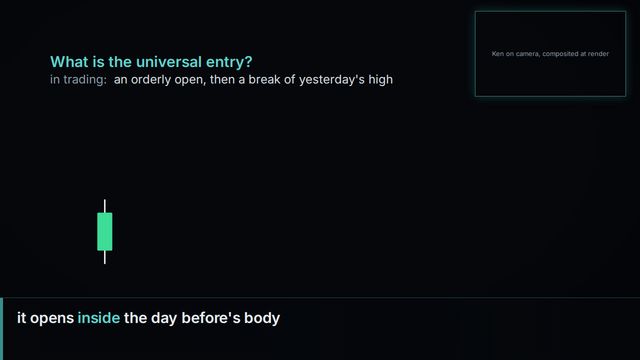 What is the universal entry?
in trading: an orderly open, then a break of yesterday's high
Ken on camera, composited at render
it opens inside the day before's body